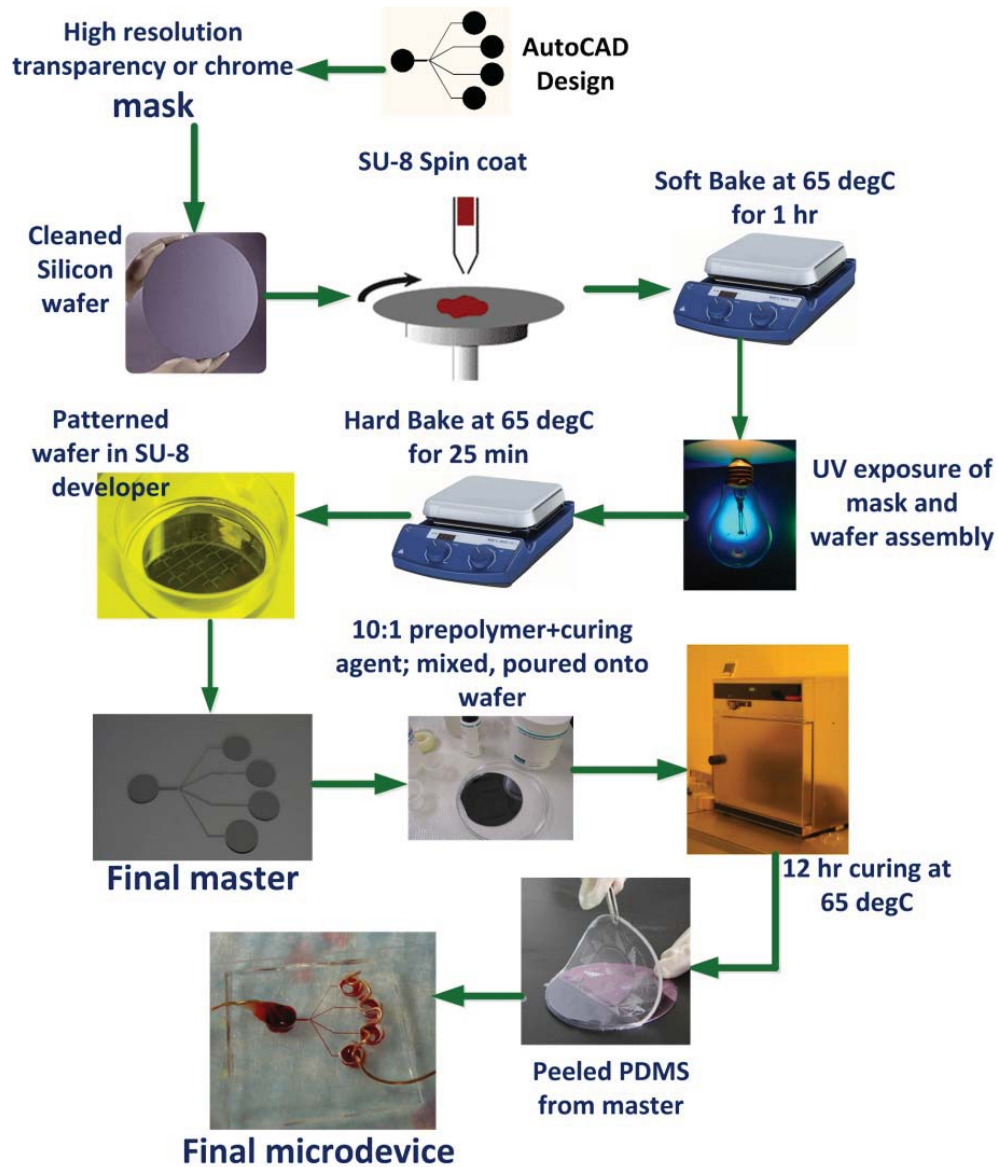 High resolution
transparency or chrome
mask
AutoCAD
Design
SU-8 Spin coat
Soft Bake at 65 degC
for 1 hr
Cleaned
Silicon
wafer
Patterned
wafer in SU-8
developer
Hard Bake at 65 degC
for 25 min
UV exposure of
mask and
wafer assembly
10:1 prepolymer+curing
agent; mixed, poured onto
wafer
Final master
12 hr curing at
65 degC
Peeled PDMS
from master
Final microdevice